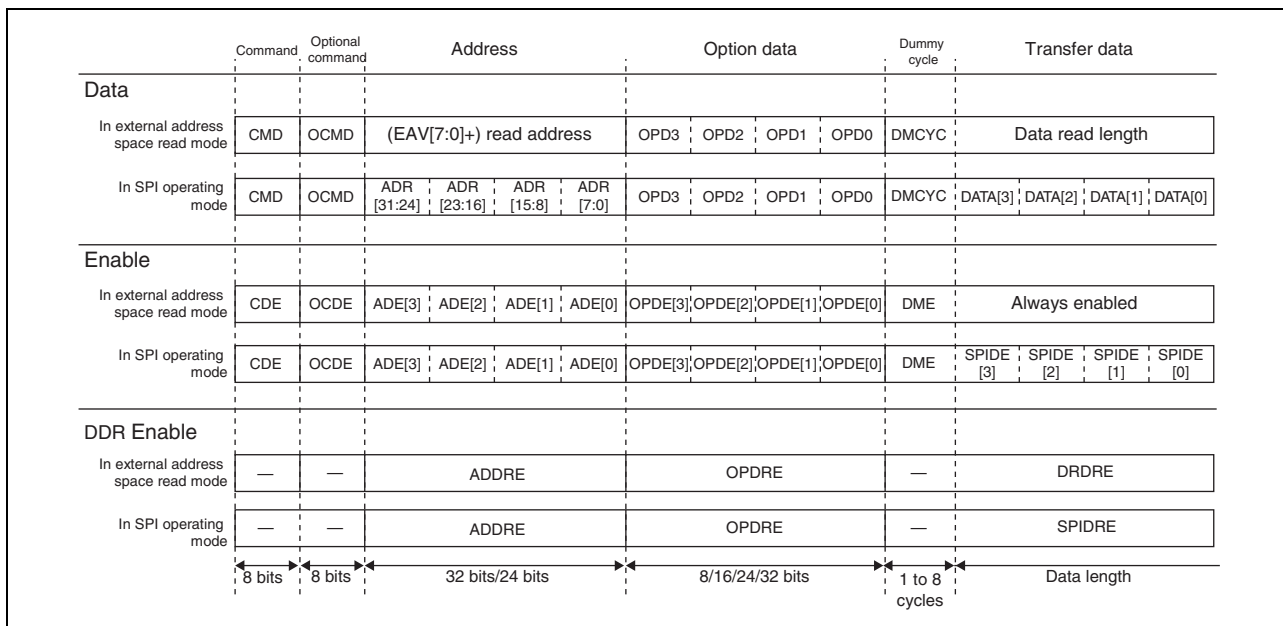 Command Optional command Address Option data Dummy cycle Transfer data
Data
In external address space read mode CMD OCMD (EAV[7:0]+) read address OPD3 OPD2 OPD1 OPD0 DMCYC Data read length
In SPI operating mode CMD OCMD ADR [31:24] ADR [23:16] ADR [15:8] ADR [7:0] OPD3 OPD2 OPD1 OPD0 DMCYC DATA[3] DATA[2] DATA[1] DATA[0]
Enable
In external address space read mode CDE OCDE ADE[3] ADE[2] ADE[1] ADE[0] OPDE[3] OPDE[2] OPDE[1] OPDE[0] DME Always enabled
In SPI operating mode CDE OCDE ADE[3] ADE[2] ADE[1] ADE[0] OPDE[3] OPDE[2] OPDE[1] OPDE[0] DME SPIDE [3] SPIDE [2] SPIDE [1] SPIDE [0]
DDR Enable
In external address space read mode — — ADDRE OPDRE — DRDRE
In SPI operating mode — — ADDRE OPDRE — SPIDRE
8 bits 8 bits 32 bits/24 bits 8/16/24/32 bits 1 to 8 cycles Data length